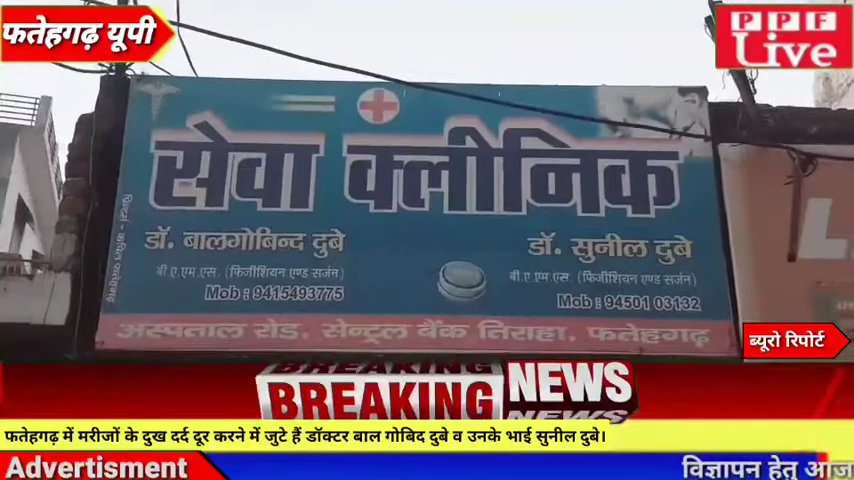 फतेहगढ़ यूपी
PPF
Live
सेवा क्लीनिक
डॉ. बालगोबिन्द दुबे
बी.ए.एम.एस. (फिजीशियन एण्ड सर्जन)
Mob : 9415493775
डॉ. सुनील दुबे
बी.ए.एम.एस. (फिजीशियन एण्ड सर्जन)
Mob : 94501 03132
अस्पताल रोड, सेन्ट्रल बैंक तिराहा, फतेहगढ़
ब्यूरो रिपोर्ट
BREAKING NEWS
फतेहगढ़ में मरीजों के दुख दर्द दूर करने में जुटे हैं डॉक्टर बाल गोबिद दुबे व उनके भाई सुनील दुबे।
Advertisment
विज्ञापन हेतु आज